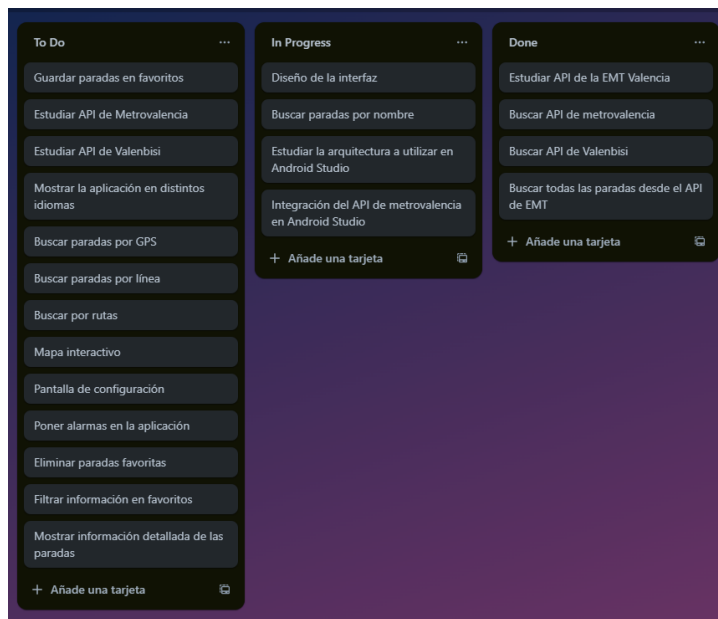 To Do
Guardar paradas en favoritos
Estudiar API de Metrovalencia
Estudiar API de Valenbisi
Mostrar la aplicación en distintos
idiomas
Buscar paradas por GPS
Buscar paradas por línea
Buscar por rutas
Mapa interactivo
Pantalla de configuración
Poner alarmas en la aplicación
Eliminar paradas favoritas
Filtrar información en favoritos
Mostrar información detallada de las
paradas
Añade una tarjeta
In Progress
Diseño de la interfaz
Buscar paradas por nombre
Estudiar la arquitectura a utilizar en
Android Studio
Integración del API de metrovalencia
en Android Studio
Añade una tarjeta
Done
Estudiar API de la EMT Valencia
Buscar API de metrovalencia
Buscar API de Valenbisi
Buscar todas las paradas desde el API
de EMT
Añade una tarjeta